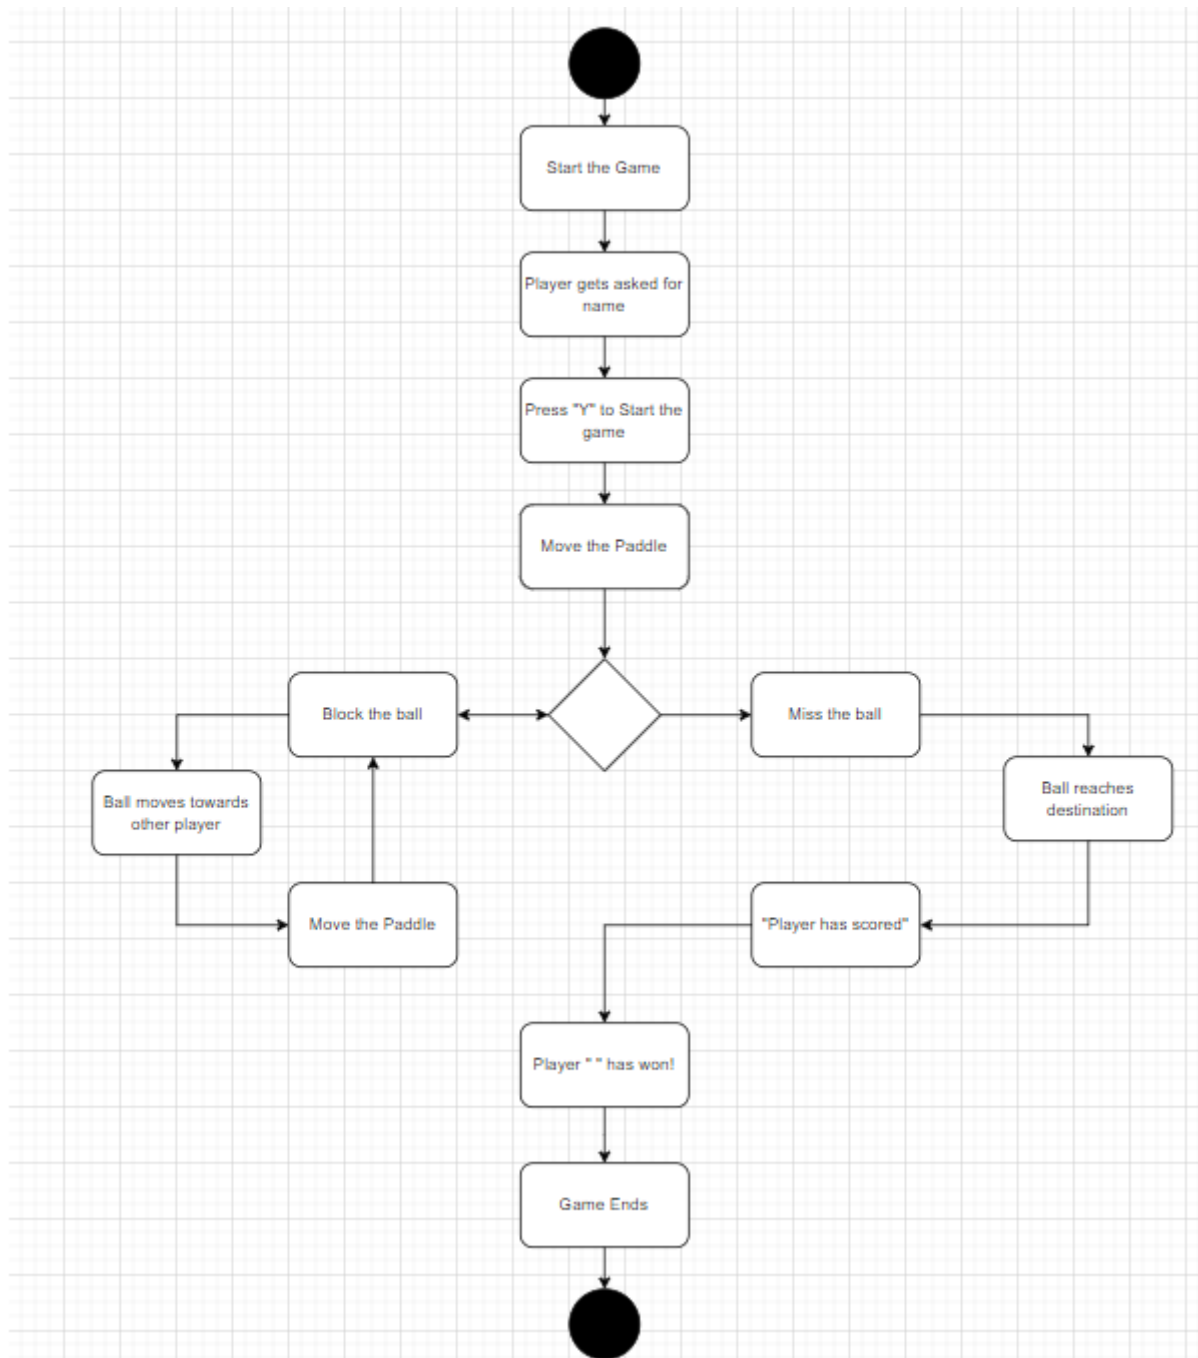 Start the Game
Player gets asked for
name
Press "Y" to Start the
game
Move the Paddle
Block the ball
Miss the ball
Ball moves towards
other player
Ball reaches
destination
Move the Paddle
"Player has scored"
Player " " has won!
Game Ends